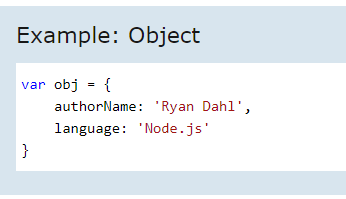 Example: Object
var obj = {
    authorName: 'Ryan Dahl',
    language: 'Node.js'
}